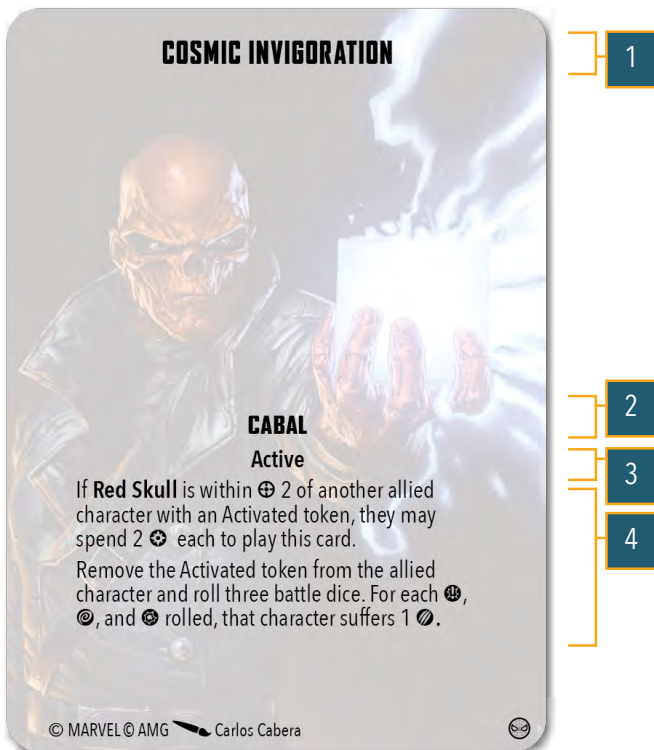 COSMIC INVIGORATION
1
CABAL
2
Active
3
If Red Skull is within 2 of another allied
character with an Activated token, they may
spend 2 each to play this card.
4
Remove the Activated token from the allied
character and roll three battle dice. For each ,
, and rolled, that character suffers 1 .
© MARVEL © AMG Carlos Cabera